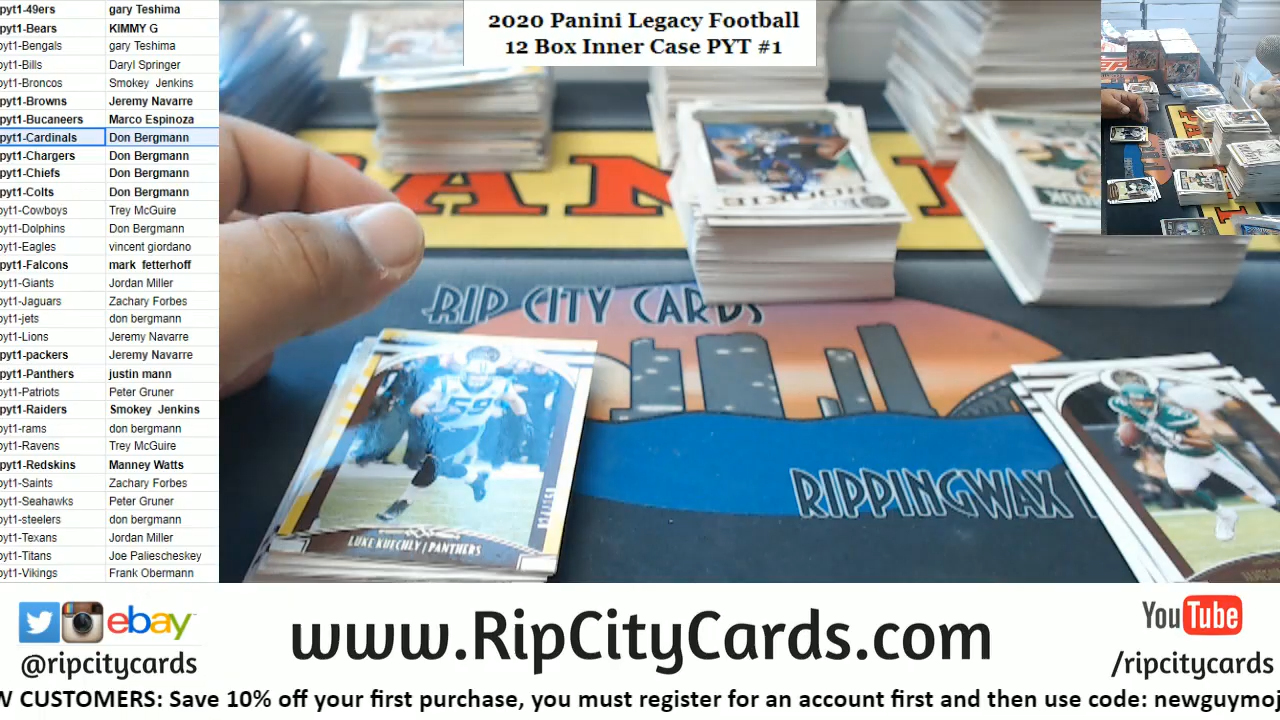 pyt1-49ers gary Teshima
pyt1-Bears KIMMY G
pyt1-Bengals gary Teshima
pyt1-Bills Daryl Springer
pyt1-Broncos Smokey Jenkins
pyt1-Browns Jeremy Navarre
pyt1-Bucaneers Marco Espinoza
pyt1-Cardinals Don Bergmann
pyt1-Chargers Don Bergmann
pyt1-Chiefs Don Bergmann
pyt1-Colts Don Bergmann
pyt1-Cowboys Trey McGuire
pyt1-Dolphins Don Bergmann
pyt1-Eagles vincent giordano
pyt1-Falcons mark fetterhoff
pyt1-Giants Jordan Miller
pyt1-Jaguars Zachary Forbes
pyt1-jets don bergmann
pyt1-Lions Jeremy Navarre
pyt1-packers Jeremy Navarre
pyt1-Panthers justin mann
pyt1-Patriots Peter Gruner
pyt1-Raiders Smokey Jenkins
pyt1-rams don bergmann
pyt1-Ravens Trey McGuire
pyt1-Redskins Manney Watts
pyt1-Saints Zachary Forbes
pyt1-Seahawks Peter Gruner
pyt1-steelers don bergmann
pyt1-Texans Jordan Miller
pyt1-Titans Joe Paliescheskey
pyt1-Vikings Frank Obermann
2020 Panini Legacy Football
12 Box Inner Case PYT #1
ROOKIE
RIP CITY CARDS
RIPPINGWAX
59
LUKE KUECHLY | PANTHERS
ebay
@ripcitycards
www.RipCityCards.com
YouTube
/ripcitycards
W CUSTOMERS: Save 10% off your first purchase, you must register for an account first and then use code: newguymoj